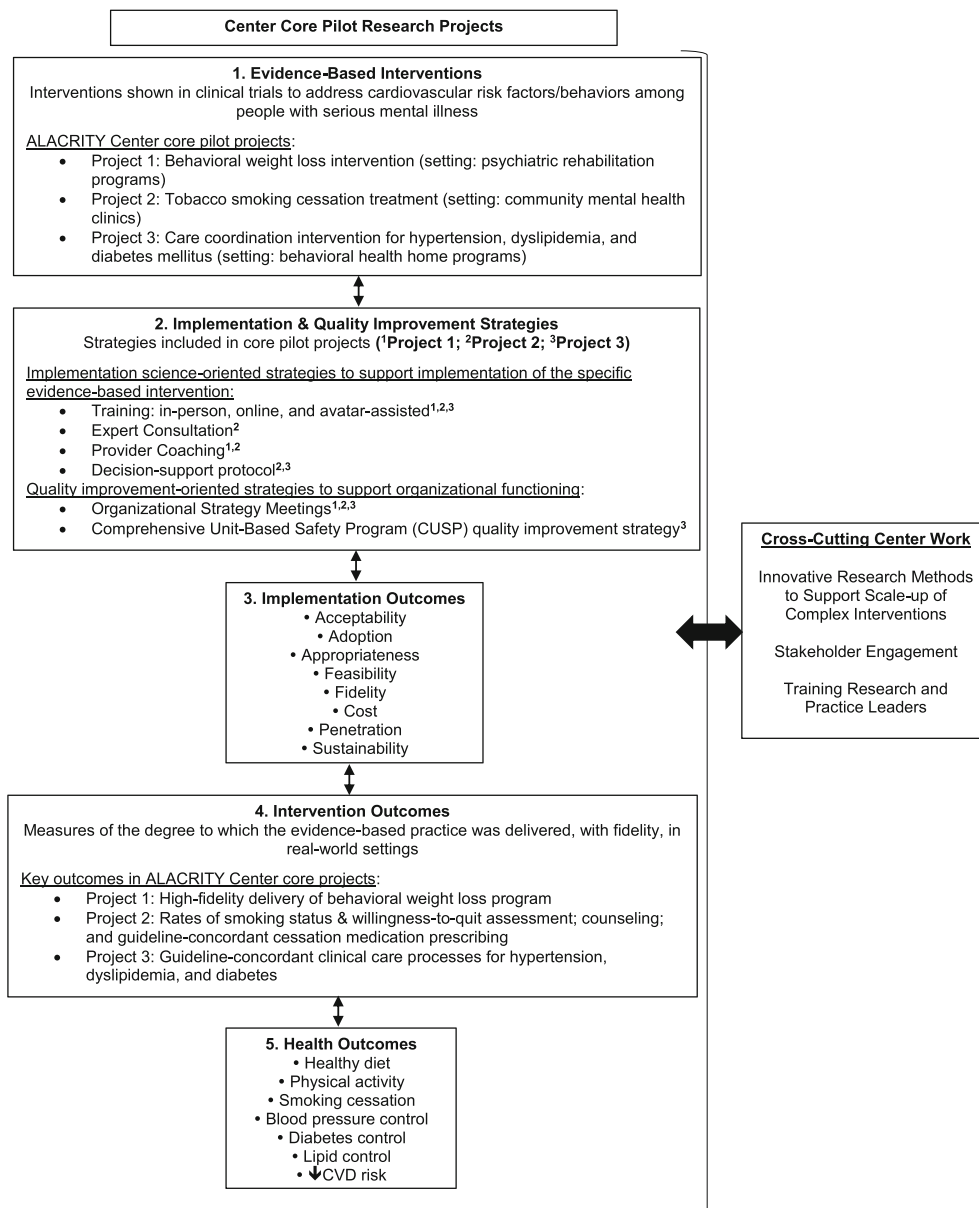 Center Core Pilot Research Projects
1. Evidence-Based Interventions
Interventions shown in clinical trials to address cardiovascular risk factors/behaviors among
people with serious mental illness
ALACRITY Center core pilot projects:
• Project 1: Behavioral weight loss intervention (setting: psychiatric rehabilitation
programs)
• Project 2: Tobacco smoking cessation treatment (setting: community mental health
clinics)
• Project 3: Care coordination intervention for hypertension, dyslipidemia, and
diabetes mellitus (setting: behavioral health home programs)
2. Implementation & Quality Improvement Strategies
Strategies included in core pilot projects (¹Project 1; ²Project 2; ³Project 3)
Implementation science-oriented strategies to support implementation of the specific
evidence-based intervention:
• Training: in-person, online, and avatar-assisted¹,²,³
• Expert Consultation²
• Provider Coaching¹,²
• Decision-support protocol²,³
Quality improvement-oriented strategies to support organizational functioning:
• Organizational Strategy Meetings¹,²,³
• Comprehensive Unit-Based Safety Program (CUSP) quality improvement strategy³
3. Implementation Outcomes
• Acceptability
• Adoption
• Appropriateness
• Feasibility
• Fidelity
• Cost
• Penetration
• Sustainability
4. Intervention Outcomes
Measures of the degree to which the evidence-based practice was delivered, with fidelity, in
real-world settings
Key outcomes in ALACRITY Center core projects:
• Project 1: High-fidelity delivery of behavioral weight loss program
• Project 2: Rates of smoking status & willingness-to-quit assessment; counseling;
and guideline-concordant cessation medication prescribing
• Project 3: Guideline-concordant clinical care processes for hypertension,
dyslipidemia, and diabetes
5. Health Outcomes
• Healthy diet
• Physical activity
• Smoking cessation
• Blood pressure control
• Diabetes control
• Lipid control
• ↓CVD risk
Cross-Cutting Center Work
Innovative Research Methods
to Support Scale-up of
Complex Interventions
Stakeholder Engagement
Training Research and
Practice Leaders